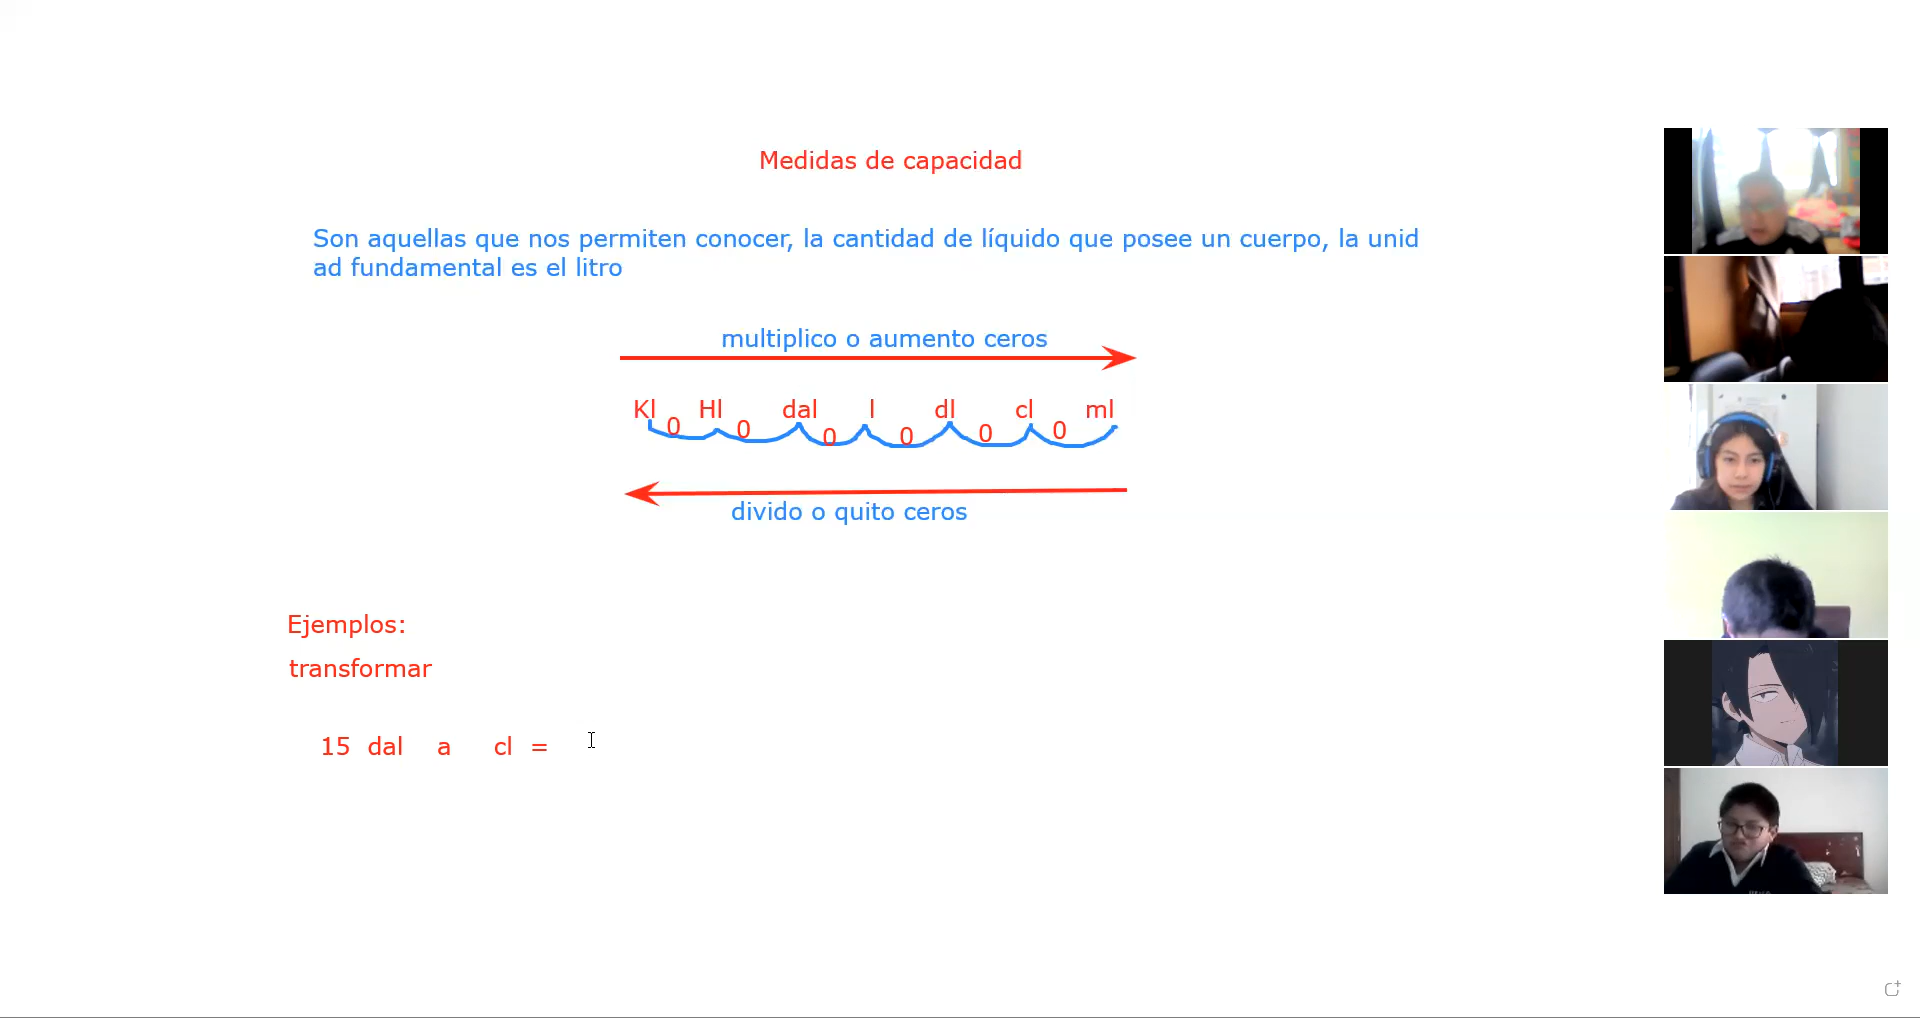 Medidas de capacidad
Son aquellas que nos permiten conocer, la cantidad de líquido que posee un cuerpo, la unid
ad fundamental es el litro
multiplico o aumento ceros
Kl Hl dal l dl cl ml
0 0 0 0 0 0
divido o quito ceros
Ejemplos:
transformar
15 dal a cl =